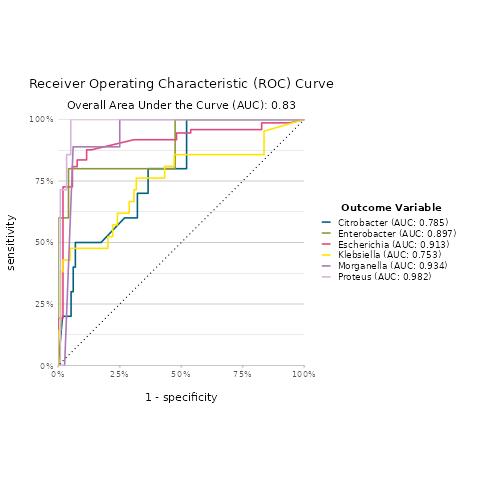 Receiver Operating Characteristic (ROC) Curve
Overall Area Under the Curve (AUC): 0.83
100%
75%
50%
25%
0%
sensitivity
0%
25%
50%
75%
100%
1 - specificity
Outcome Variable
Citrobacter (AUC: 0.785)
Enterobacter (AUC: 0.897)
Escherichia (AUC: 0.913)
Klebsiella (AUC: 0.753)
Morganella (AUC: 0.934)
Proteus (AUC: 0.982)